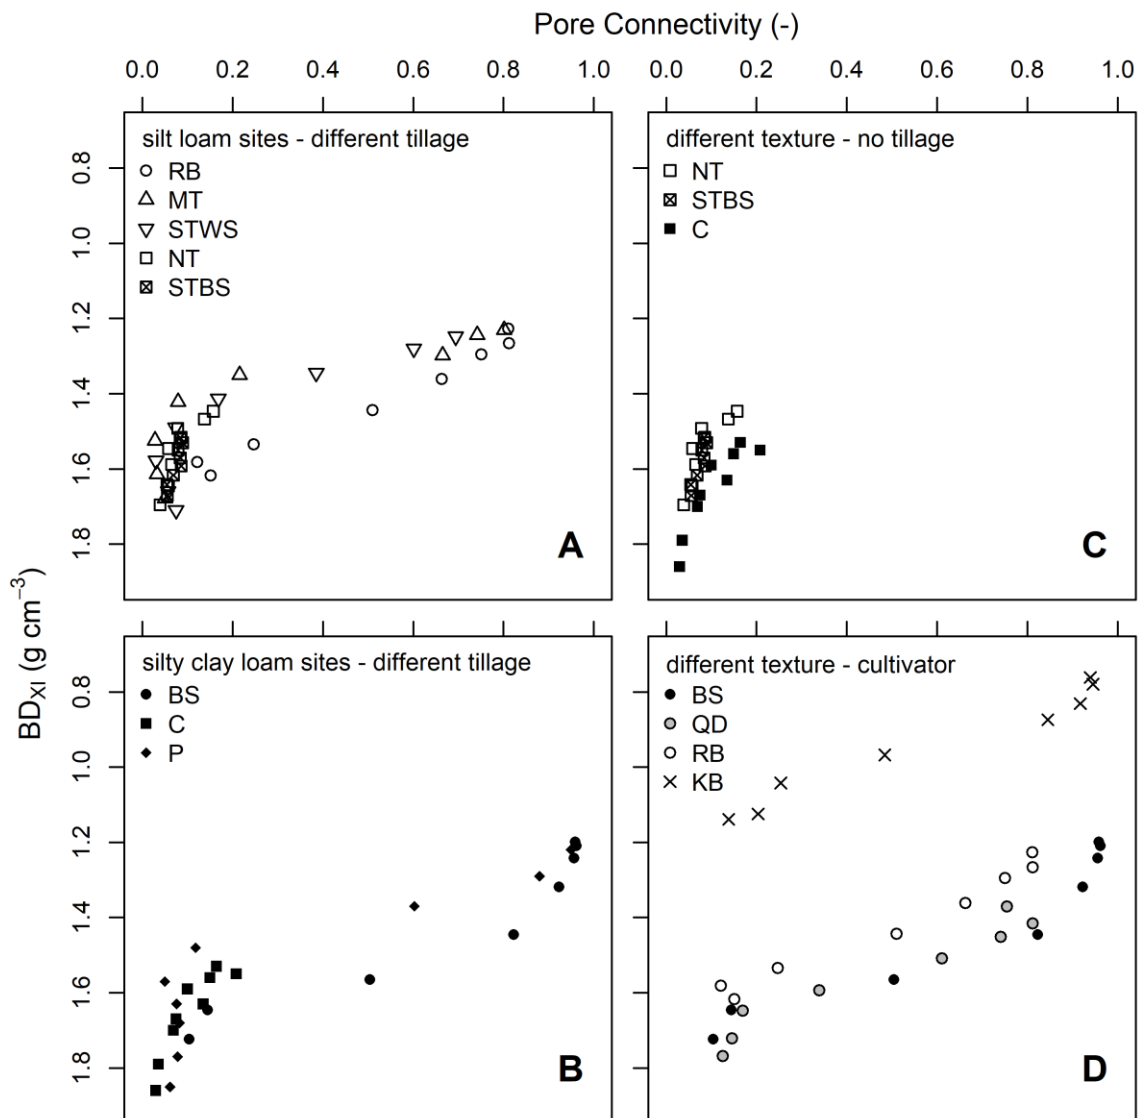 Pore Connectivity (-)
0.0 0.2 0.4 0.6 0.8 1.0
0.0 0.2 0.4 0.6 0.8 1.0
BD_XI (g cm⁻³)
0.8
1.0
1.2
1.4
1.6
1.8
silt loam sites - different tillage
RB
MT
STWS
NT
STBS
A
different texture - no tillage
NT
STBS
C
C
0.8
1.0
1.2
1.4
1.6
1.8
silty clay loam sites - different tillage
BS
C
P
B
different texture - cultivator
BS
QD
RB
KB
D